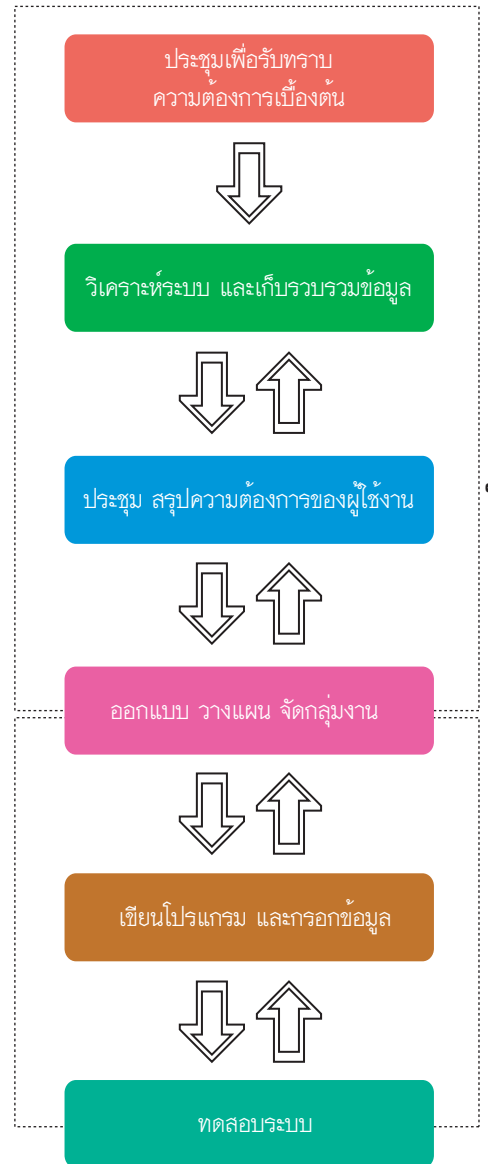 ประชุมเพื่อรับทราบ
ความต้องการเบื้องต้น
วิเคราะห์ระบบ และเก็บรวบรวมข้อมูล
ประชุม สรุปความต้องการของผู้ใช้งาน
ออกแบบ วางแผน จัดกลุ่มงาน
เขียนโปรแกรม และกรอกข้อมูล
ทดสอบระบบ